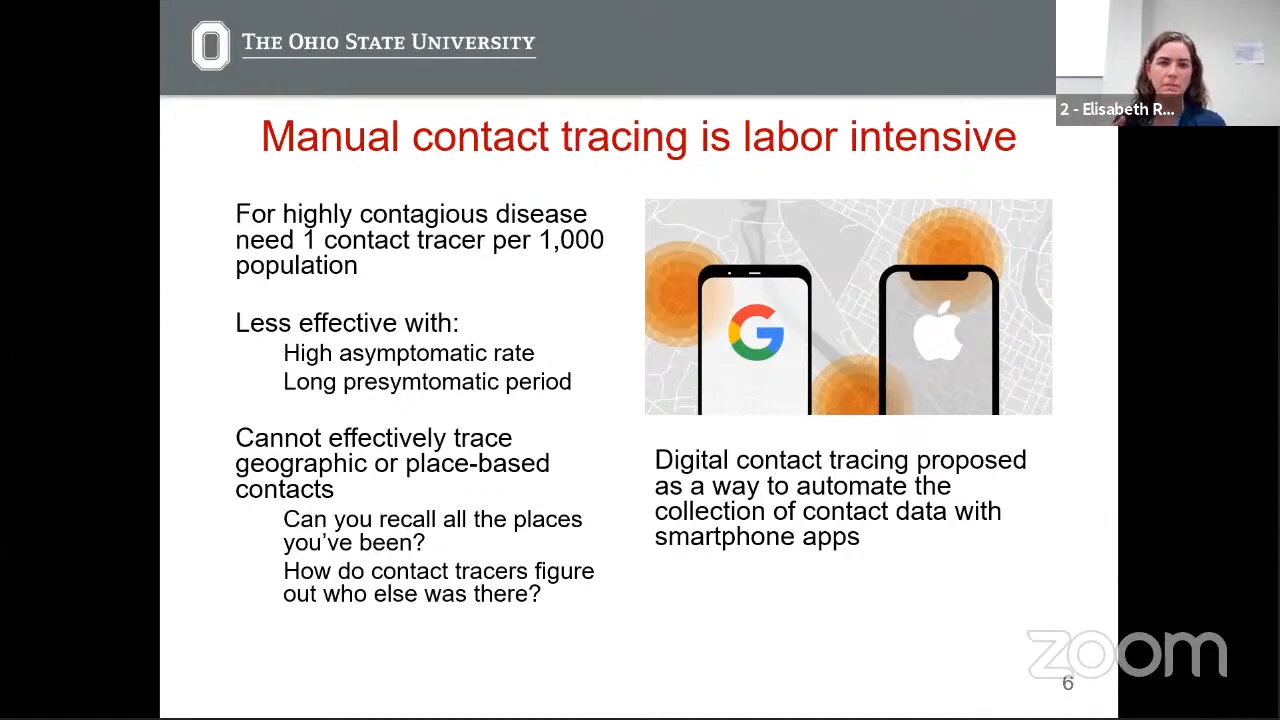 THE OHIO STATE UNIVERSITY
2 - Elisabeth R...
Manual contact tracing is labor intensive
For highly contagious disease
need 1 contact tracer per 1,000
population
Less effective with:
High asymptomatic rate
Long presymtomatic period
Cannot effectively trace
geographic or place-based
contacts
Can you recall all the places
you've been?
How do contact tracers figure
out who else was there?
G
Digital contact tracing proposed
as a way to automate the
collection of contact data with
smartphone apps
zoom
6